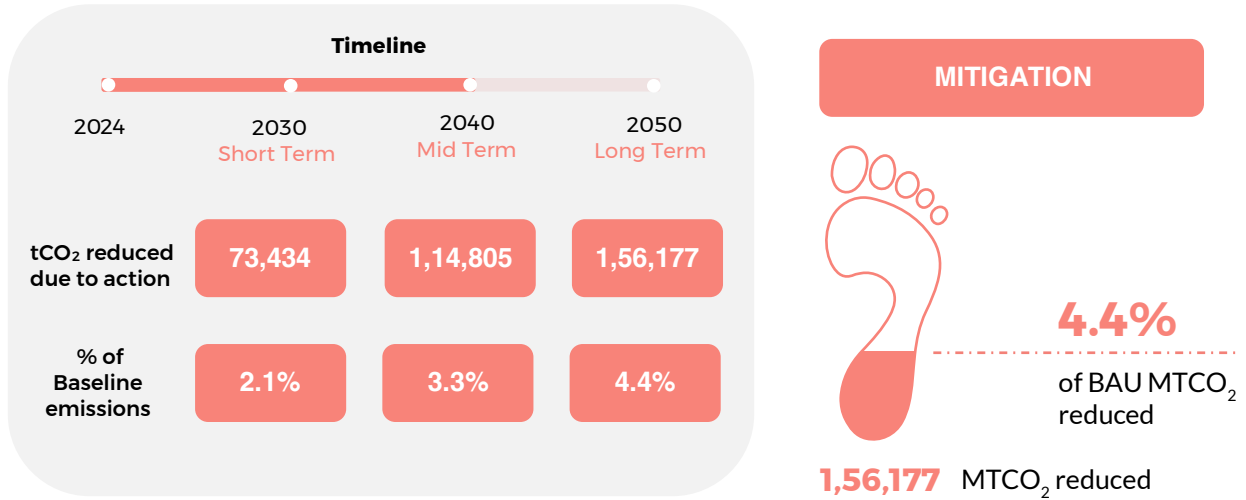 Timeline
2024
2030
Short Term
2040
Mid Term
2050
Long Term
tCO₂ reduced
due to action
73,434
1,14,805
1,56,177
% of
Baseline
emissions
2.1%
3.3%
4.4%
MITIGATION
4.4%
of BAU MTCO₂
reduced
1,56,177 MTCO₂ reduced